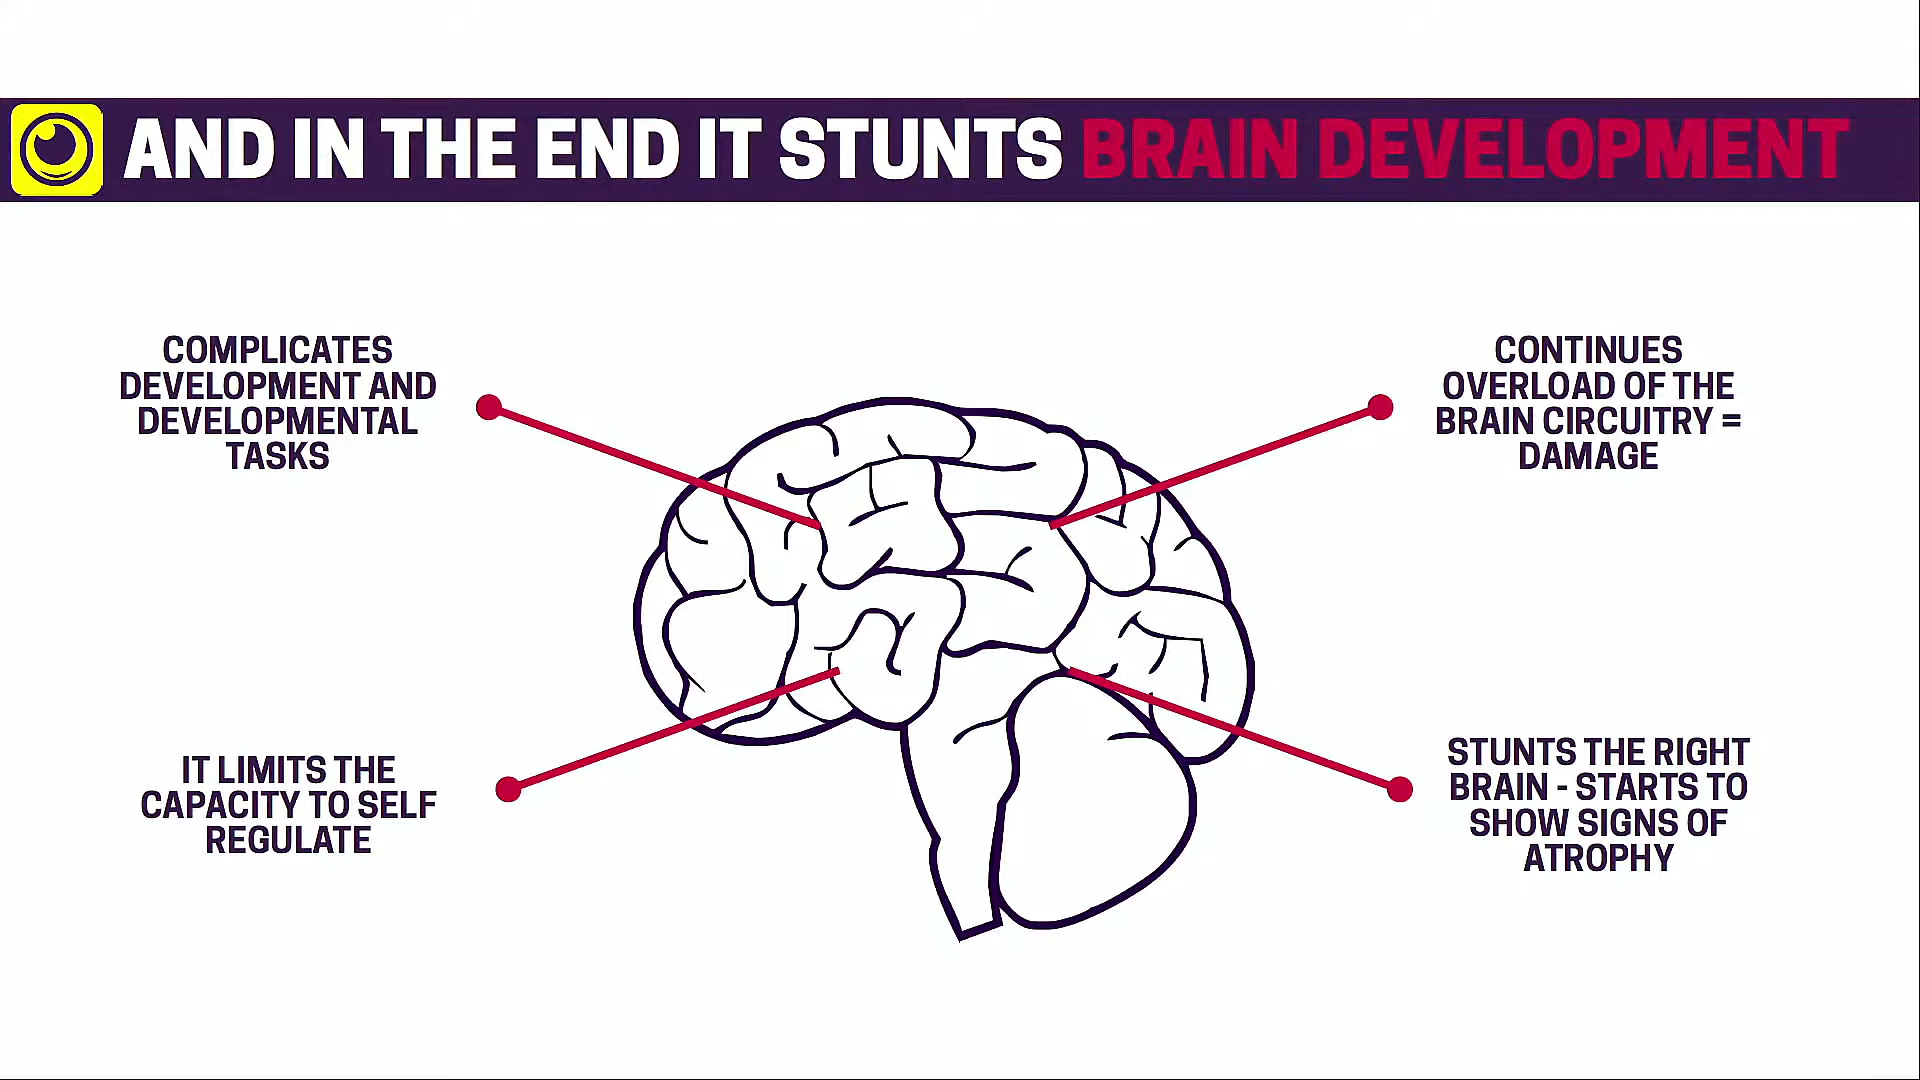 AND IN THE END IT STUNTS BRAIN DEVELOPMENT
COMPLICATES
DEVELOPMENT AND
DEVELOPMENTAL
TASKS
CONTINUES
OVERLOAD OF THE
BRAIN CIRCUITRY =
DAMAGE
IT LIMITS THE
CAPACITY TO SELF
REGULATE
STUNTS THE RIGHT
BRAIN - STARTS TO
SHOW SIGNS OF
ATROPHY